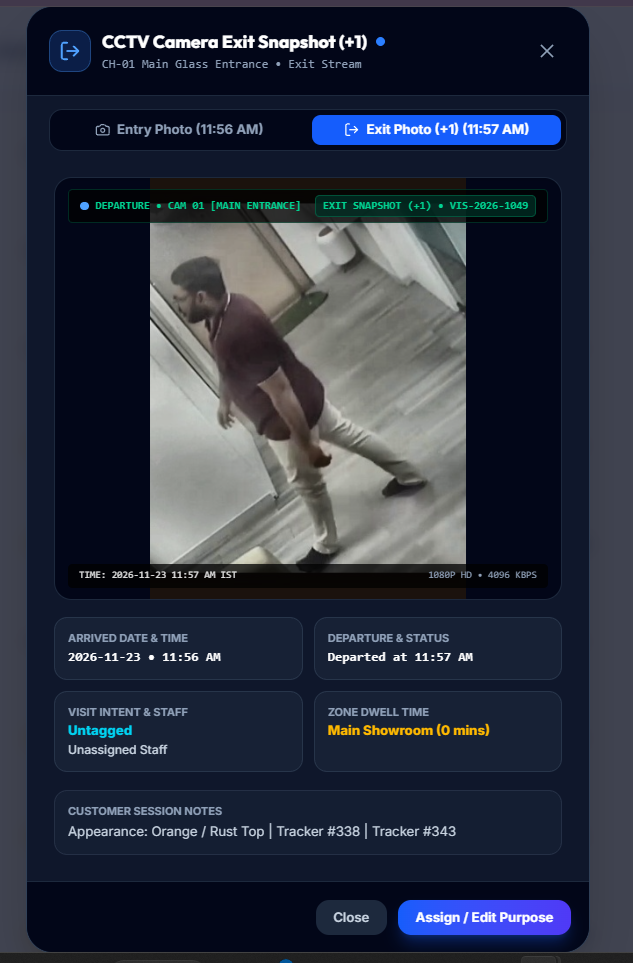 CCTV Camera Exit Snapshot (+1)
CH-01 Main Glass Entrance • Exit Stream
Entry Photo (11:56 AM)
Exit Photo (+1) (11:57 AM)
DEPARTURE • CAM 01 [MAIN ENTRANCE]
EXIT SNAPSHOT (+1) • VIS-2026-1049
TIME: 2026-11-23 11:57 AM IST
1080P HD • 4096 KBPS
ARRIVED DATE & TIME
2026-11-23 • 11:56 AM
DEPARTURE & STATUS
Departed at 11:57 AM
VISIT INTENT & STAFF
Untagged
Unassigned Staff
ZONE DWELL TIME
Main Showroom (0 mins)
CUSTOMER SESSION NOTES
Appearance: Orange / Rust Top | Tracker #338 | Tracker #343
Close
Assign / Edit Purpose